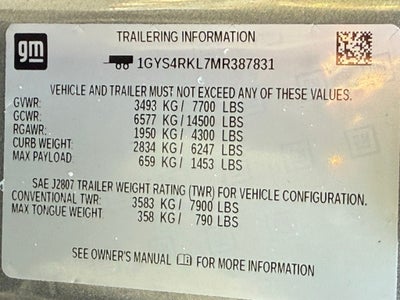 gm
TRAILERING INFORMATION
1GYS4RKL7MR387831
VEHICLE AND TRAILER MUST NOT EXCEED ANY OF THESE VALUES.
GVWR: 3493 KG/ 7700 LBS
GCWR: 6577 KG/ 14500 LBS
RGAWR: 1950 KG/ 4300 LBS
CURB WEIGHT: 2834 KG/ 6247 LBS
MAX PAYLOAD: 659 KG/ 1453 LBS
SAE J2807 TRAILER WEIGHT RATING (TWR) FOR VEHICLE CONFIGURATION.
CONVENTIONAL TWR: 3583 KG/ 7900 LBS
MAX TONGUE WEIGHT: 358 KG/ 790 LBS
SEE OWNER'S MANUAL FOR MORE INFORMATION